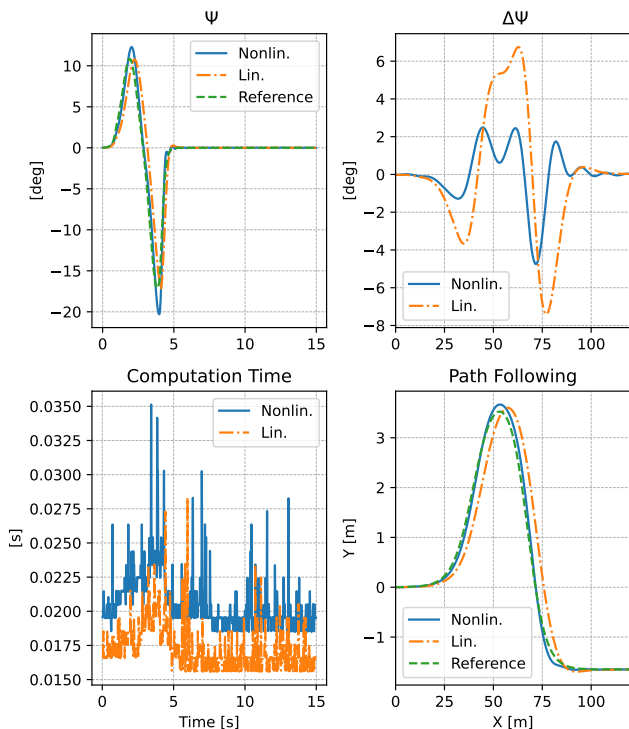 Ψ
10
5
0
−5
−10
−15
−20
[deg]
0
5
10
15
Nonlin.
Lin.
Reference
ΔΨ
6
4
2
0
−2
−4
−6
−8
[deg]
0
25
50
75
100
Nonlin.
Lin.
Computation Time
0.0350
0.0325
0.0300
0.0275
0.0250
0.0225
0.0200
0.0175
0.0150
[s]
0
5
10
15
Time [s]
Nonlin.
Lin.
Path Following
3
2
1
0
−1
Y [m]
0
25
50
75
100
X [m]
Nonlin.
Lin.
Reference